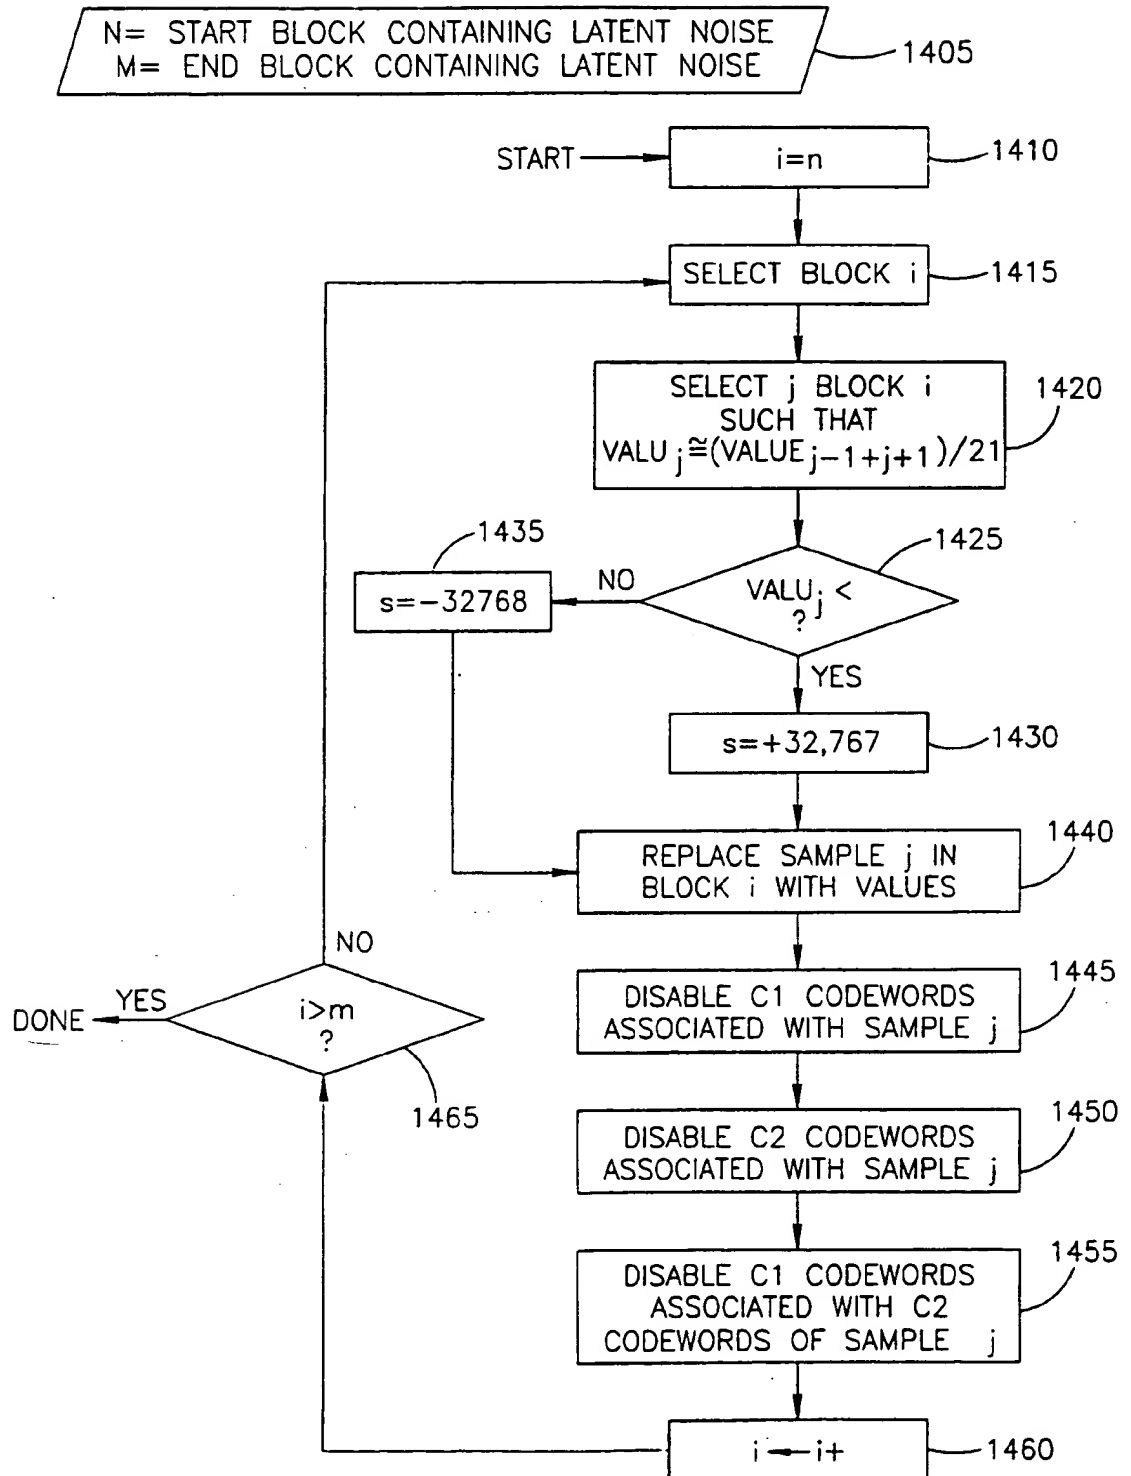 N= START BLOCK CONTAINING LATENT NOISE
M= END BLOCK CONTAINING LATENT NOISE
1405
START
i=n
1410
SELECT BLOCK i
1415
SELECT j BLOCK i
SUCH THAT
VALU j≅(VALUE j-1+j+1)/21
1420
1435
s=-32768
NO
VALU j <
?
1425
YES
s=+32,767
1430
REPLACE SAMPLE j IN
BLOCK i WITH VALUES
1440
NO
DONE
YES
i>m
?
1465
DISABLE C1 CODEWORDS
ASSOCIATED WITH SAMPLE j
1445
DISABLE C2 CODEWORDS
ASSOCIATED WITH SAMPLE j
1450
DISABLE C1 CODEWORDS
ASSOCIATED WITH C2
CODEWORDS OF SAMPLE j
1455
i←i+
1460